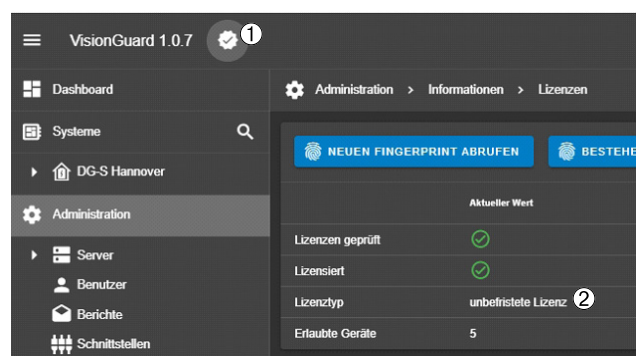 VisionGuard 1.0.7 1
Dashboard
Administration > Informationen > Lizenzen
Systeme
NEUEN FINGERPRINT ABRUFEN
BESTEHE
DG-S Hannover
Administration
Aktueller Wert
Lizenzen geprüft
Server
Lizensiert
Benutzer
Lizenztyp unbefristete Lizenz 2
Berichte
Erlaubte Geräte 5
Schnittstellen